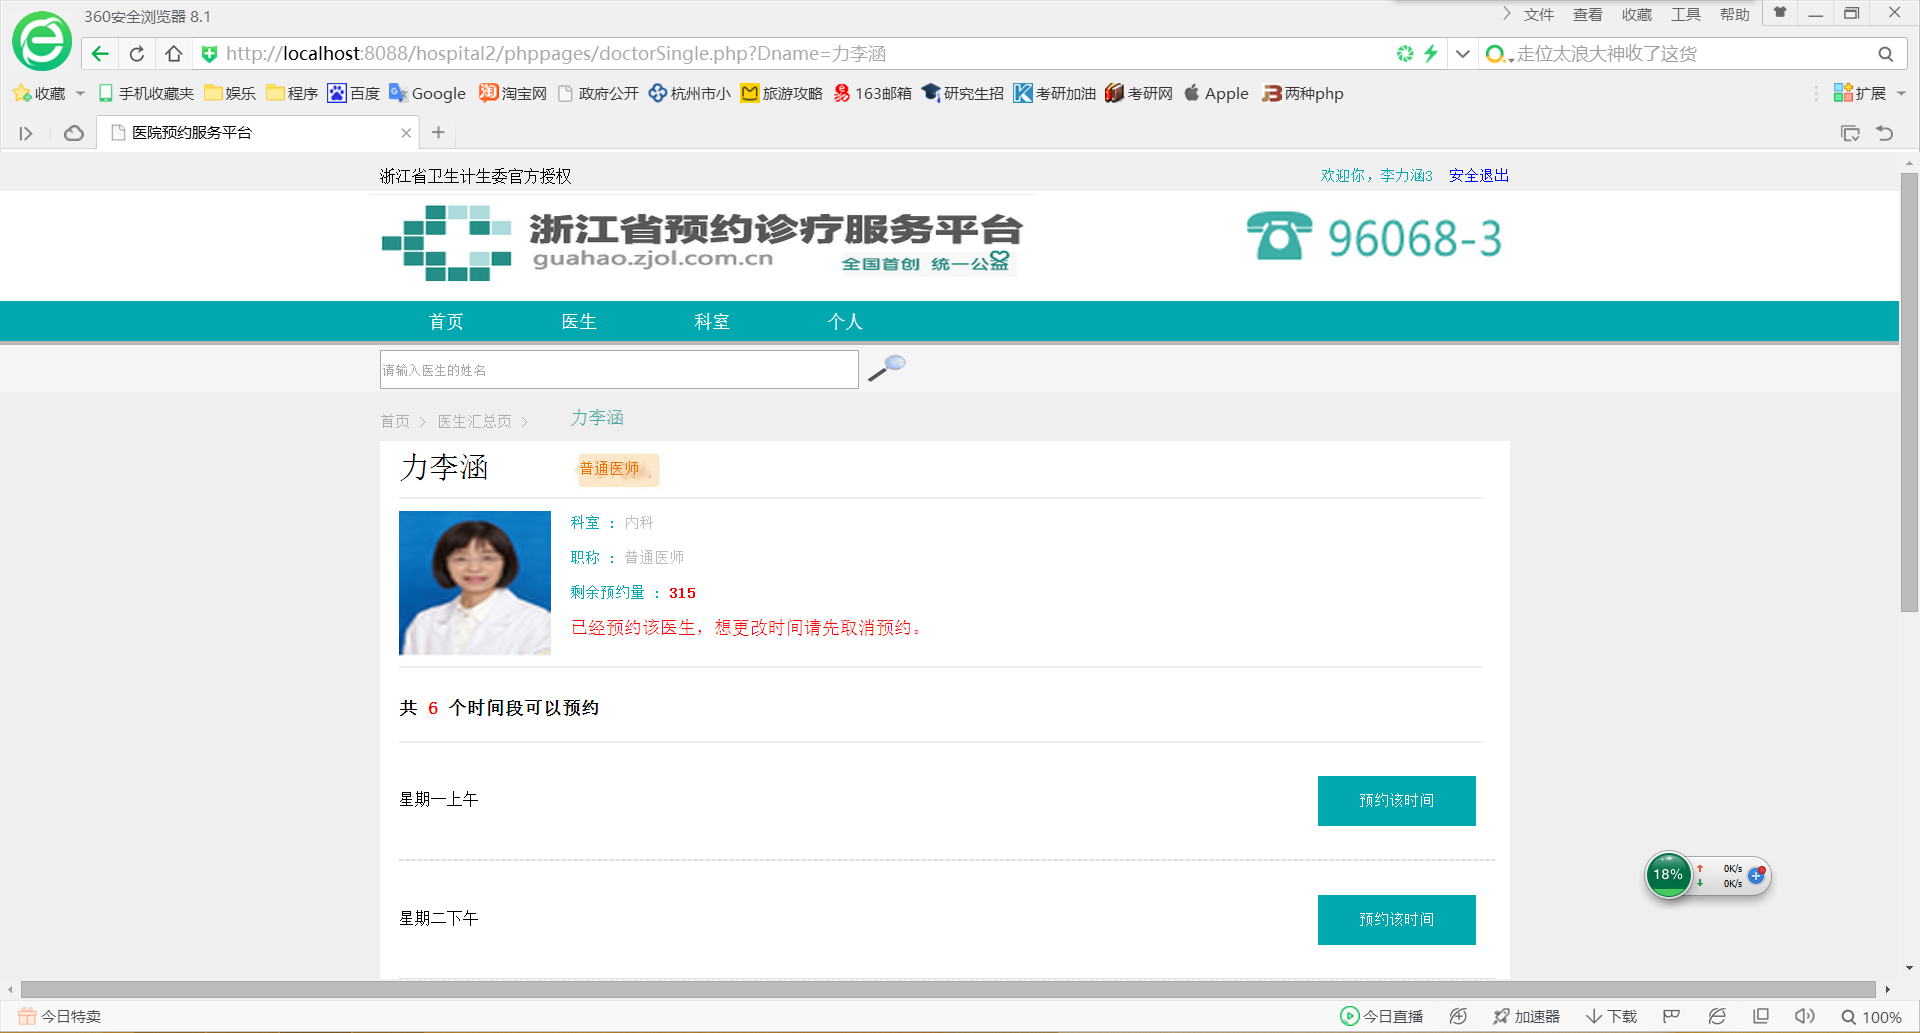 360安全浏览器 8.1
文件 查看 收藏 工具 帮助
http://localhost:8088/hospital2/phppages/doctorSingle.php?Dname=力李涵
走位太浪大神收了这货
收藏 手机收藏夹 娱乐 程序 百度 Google 淘宝网 政府公开 杭州市小 旅游攻略 163邮箱 研究生招 考研加油 考研网 Apple 两种php 扩展
医院预约服务平台
浙江省卫生计生委官方授权
欢迎你，李力涵3 安全退出
浙江省预约诊疗服务平台
guahao.zjol.com.cn
全国首创 统一公益
96068-3
首页 医生 科室 个人
请输入医生的姓名
首页 > 医生汇总页 > 力李涵
力李涵 普通医师
科室 : 内科
职称 : 普通医师
剩余预约量 : 315
已经预约该医生，想更改时间请先取消预约。
共 6 个时间段可以预约
星期一上午 预约该时间
18% 0K/s
0K/s
星期二下午 预约该时间
今日特卖 今日直播 加速器 下载 100%